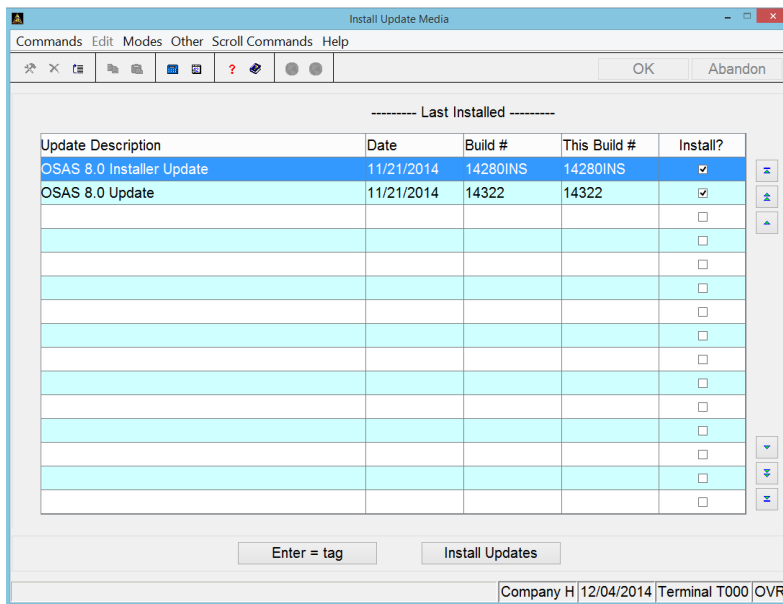 Install Update Media
Commands Edit Modes Other Scroll Commands Help
OK Abandon
--------- Last Installed ---------
Update Description Date Build # This Build # Install?
OSAS 8.0 Installer Update 11/21/2014 14280INS 14280INS
OSAS 8.0 Update 11/21/2014 14322 14322
Enter = tag Install Updates
Company H 12/04/2014 Terminal T000 OVR